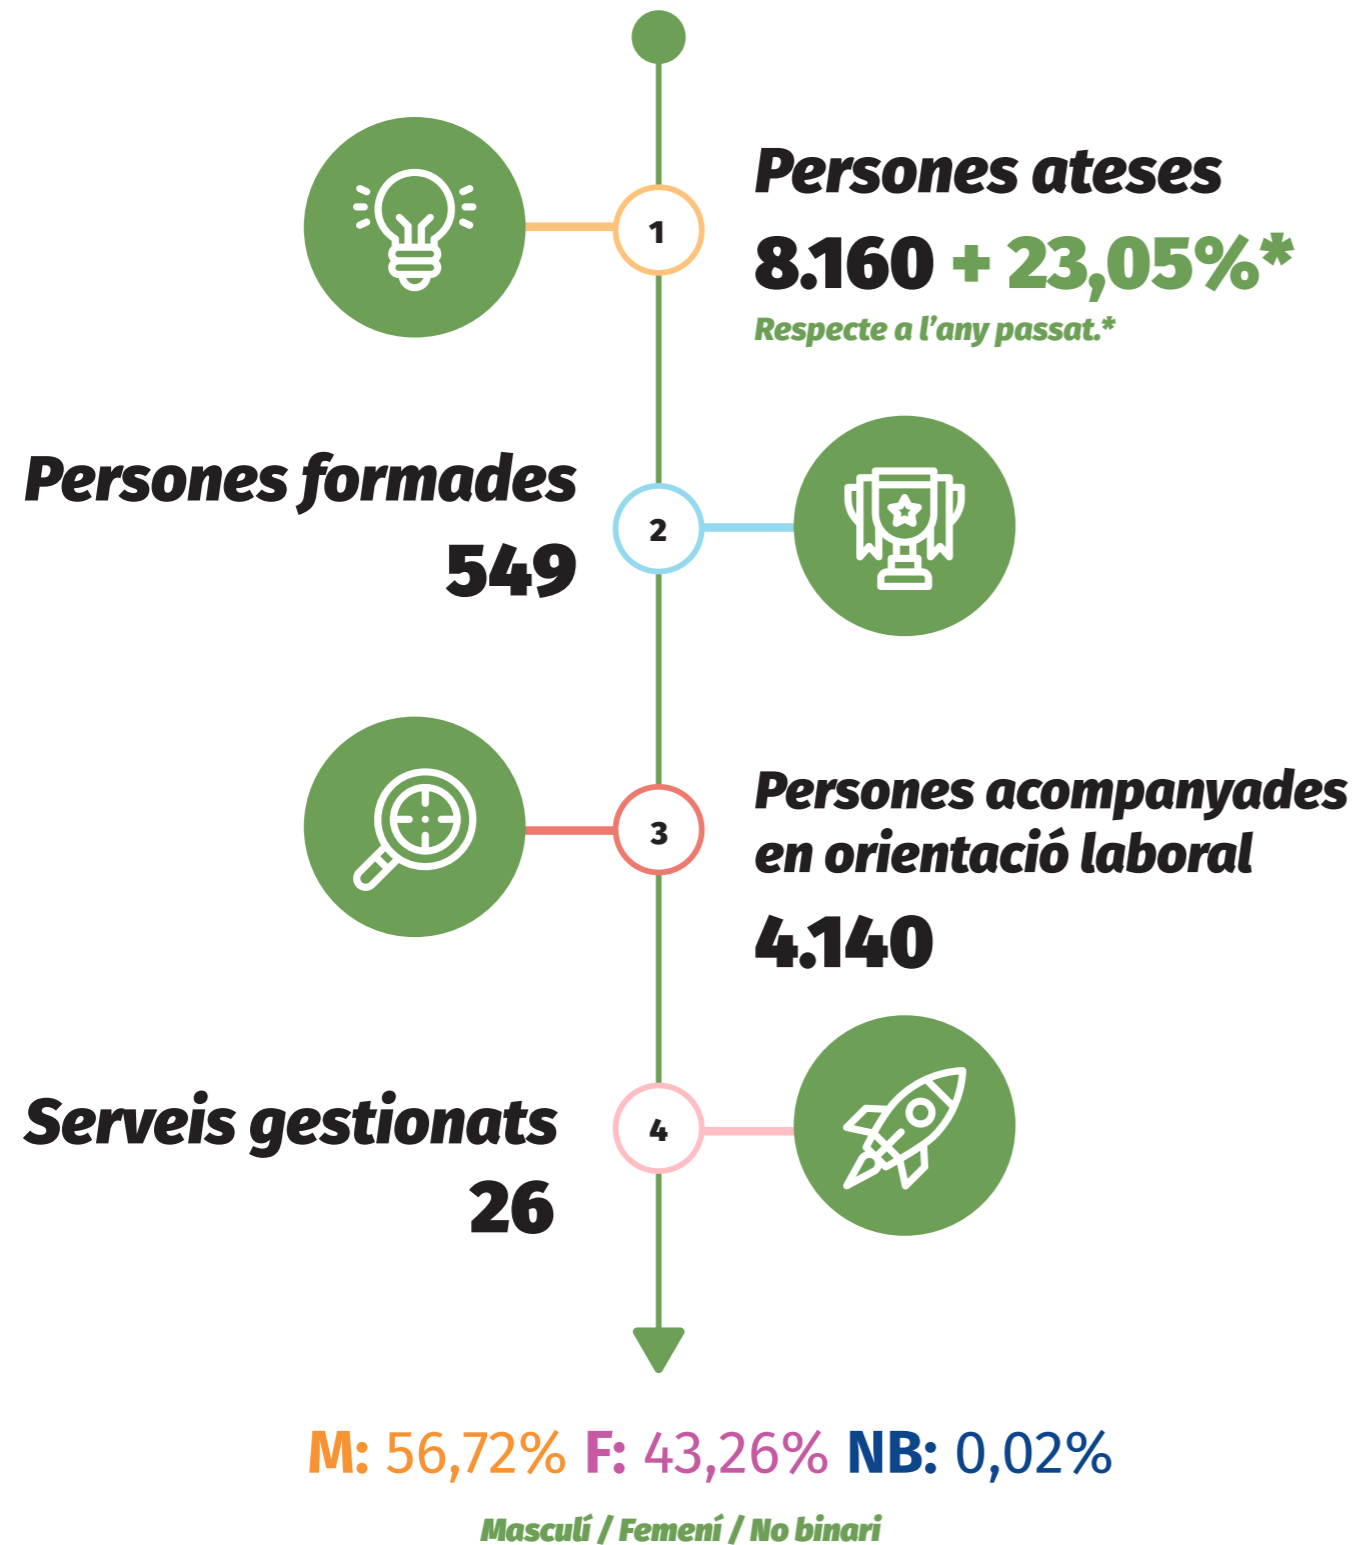 1
Persones ateses
8.160 + 23,05%*
Respecte a l’any passat.*
Persones formades
549
2
3
Persones acompanyades
en orientació laboral
4.140
Serveis gestionats
26
4
M: 56,72% F: 43,26% NB: 0,02%
Masculí / Femení / No binari